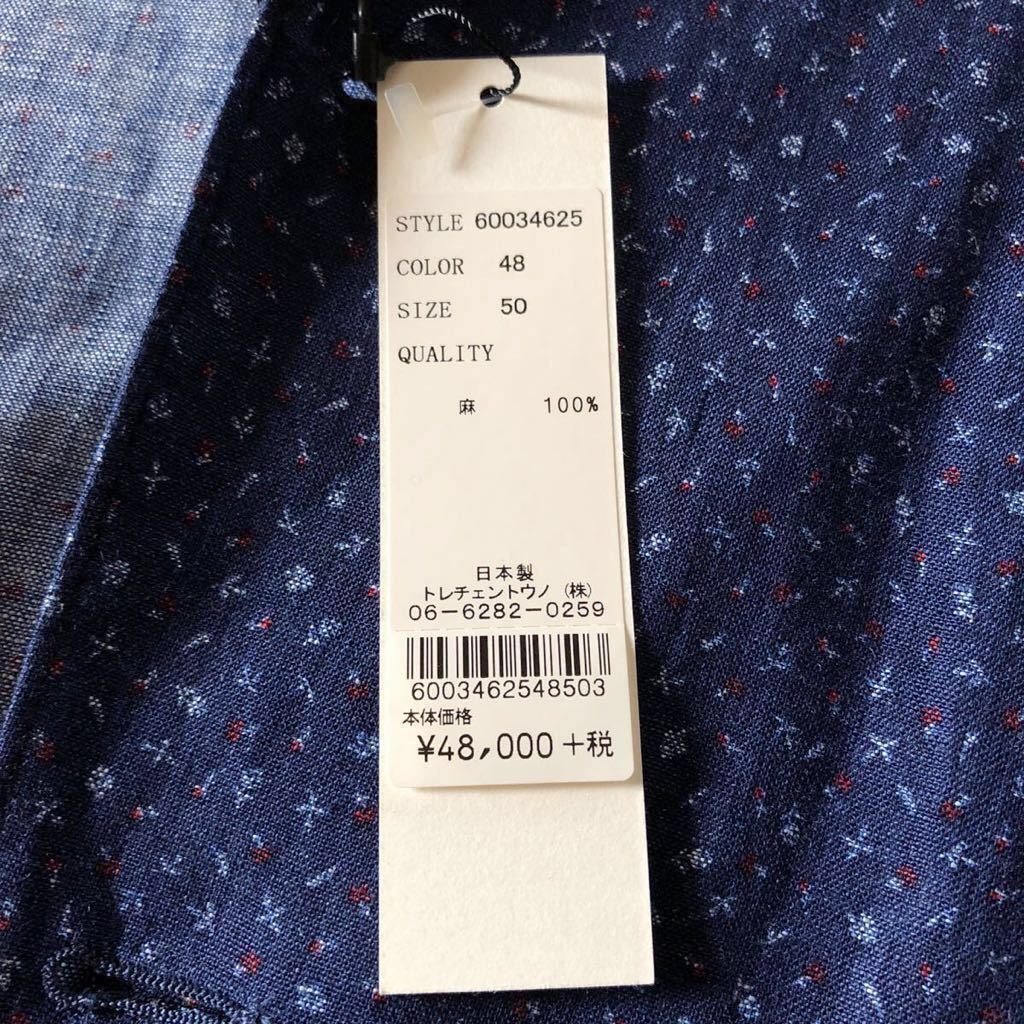 STYLE 60034625
COLOR 48
SIZE 50
QUALITY
麻 100%
日本製
トレチェントウノ (株)
06-6282-0259
6003462548503
本体価格
¥48,000+税